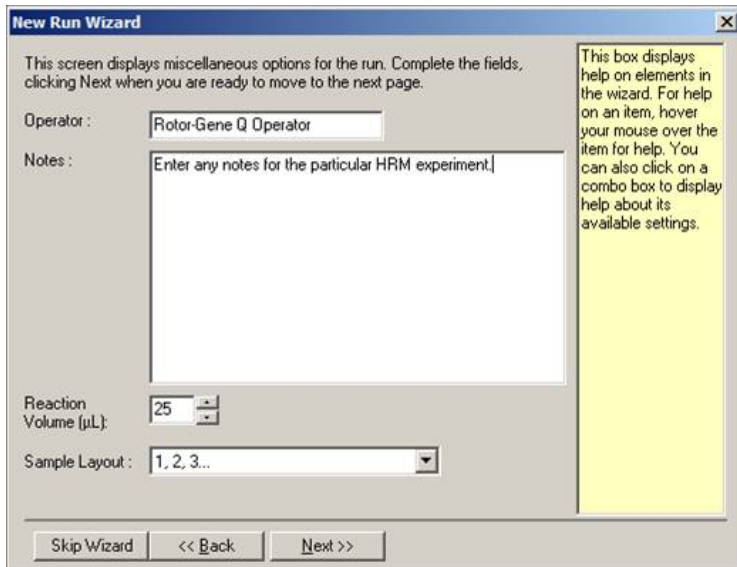 New Run Wizard
This screen displays miscellaneous options for the run. Complete the fields,
clicking Next when you are ready to move to the next page.
Operator :
Rotor-Gene Q Operator
Notes :
Enter any notes for the particular HRM experiment.
Reaction
Volume (µL):
25
Sample Layout :
1, 2, 3...
This box displays
help on elements in
the wizard. For help
on an item, hover
your mouse over the
item for help. You
can also click on a
combo box to display
help about its
available settings.
Skip Wizard
<< Back
Next >>